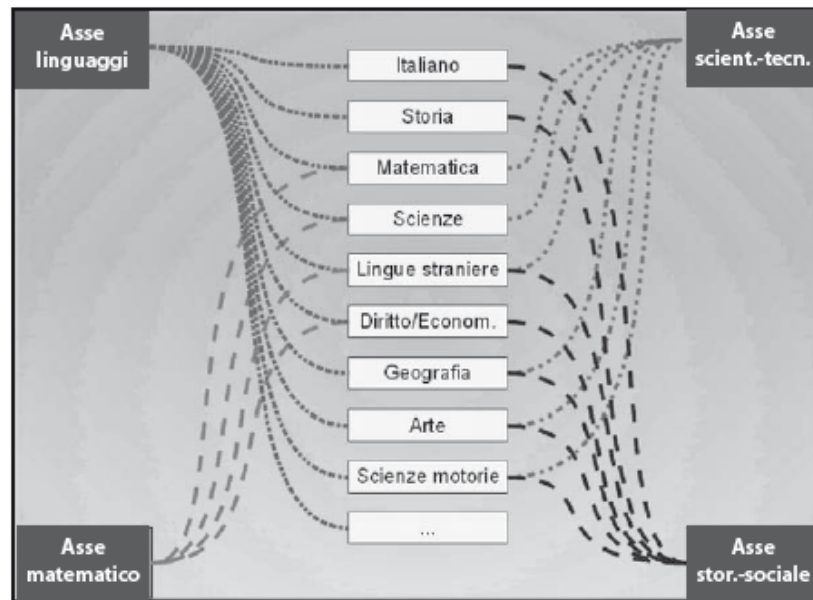 Asse
linguaggi
Asse
scient.-tecn.
Italiano
Storia
Matematica
Scienze
Lingue straniere
Diritto/Econom.
Geografia
Arte
Scienze motorie
...
Asse
matematico
Asse
stor.-sociale